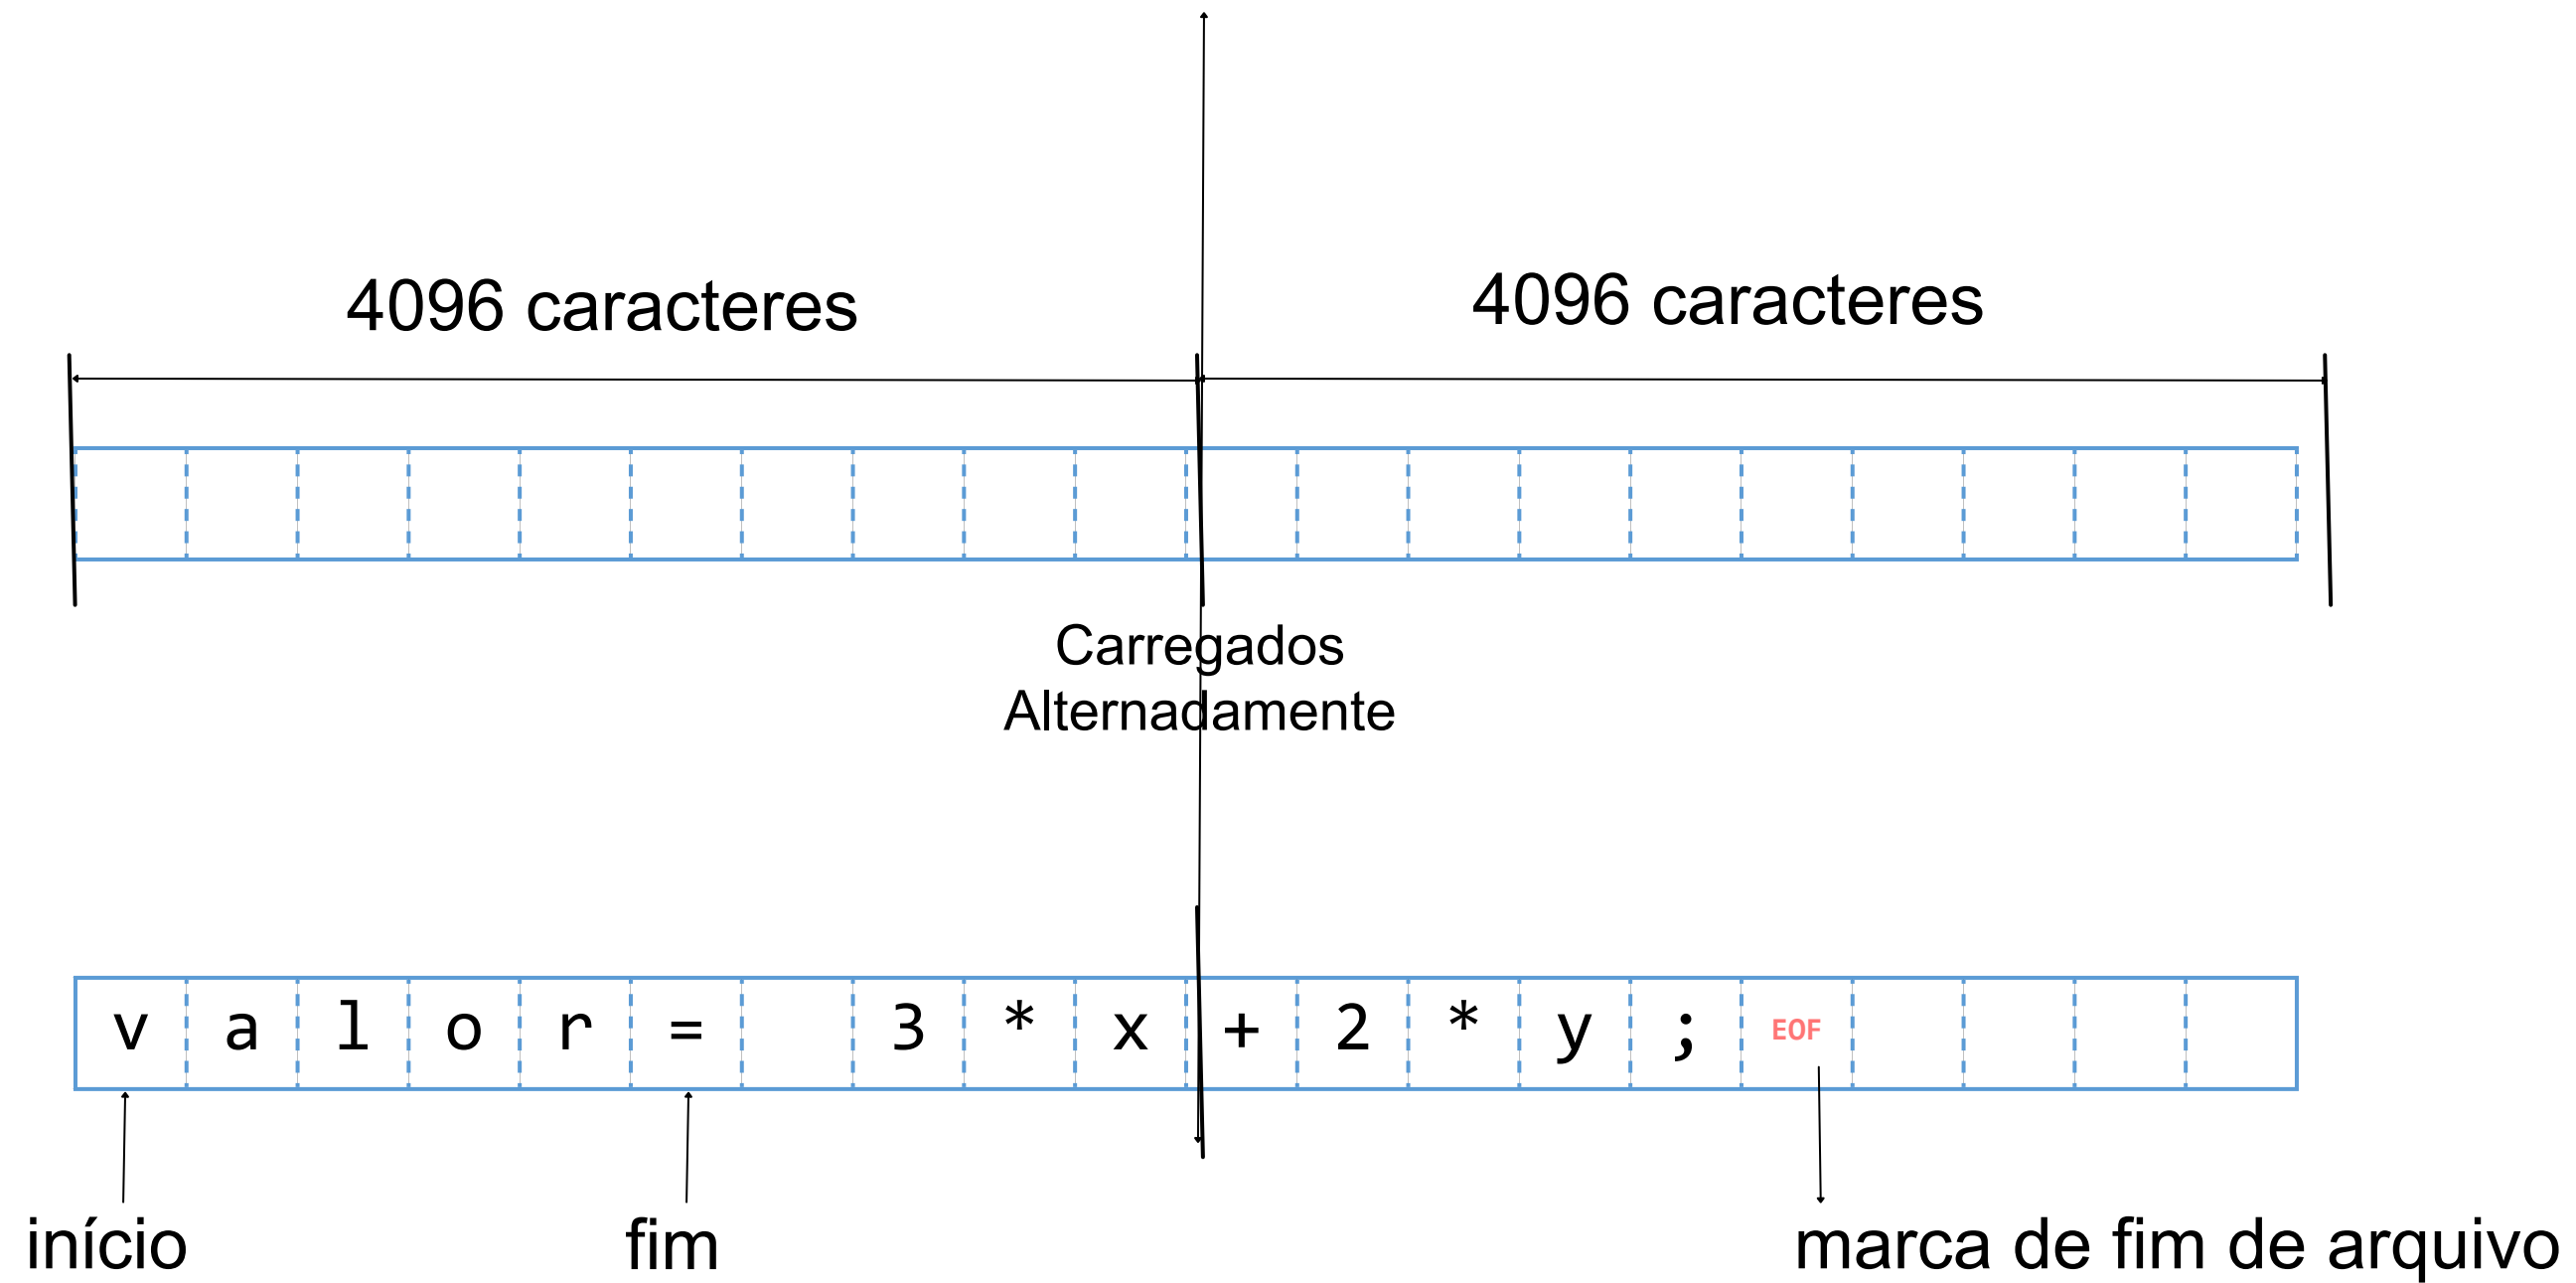 4096 caracteres 4096 caracteres
Carregados
Alternadamente
v a l o r = 3 * x + 2 * y ; EOF
início fim marca de fim de arquivo